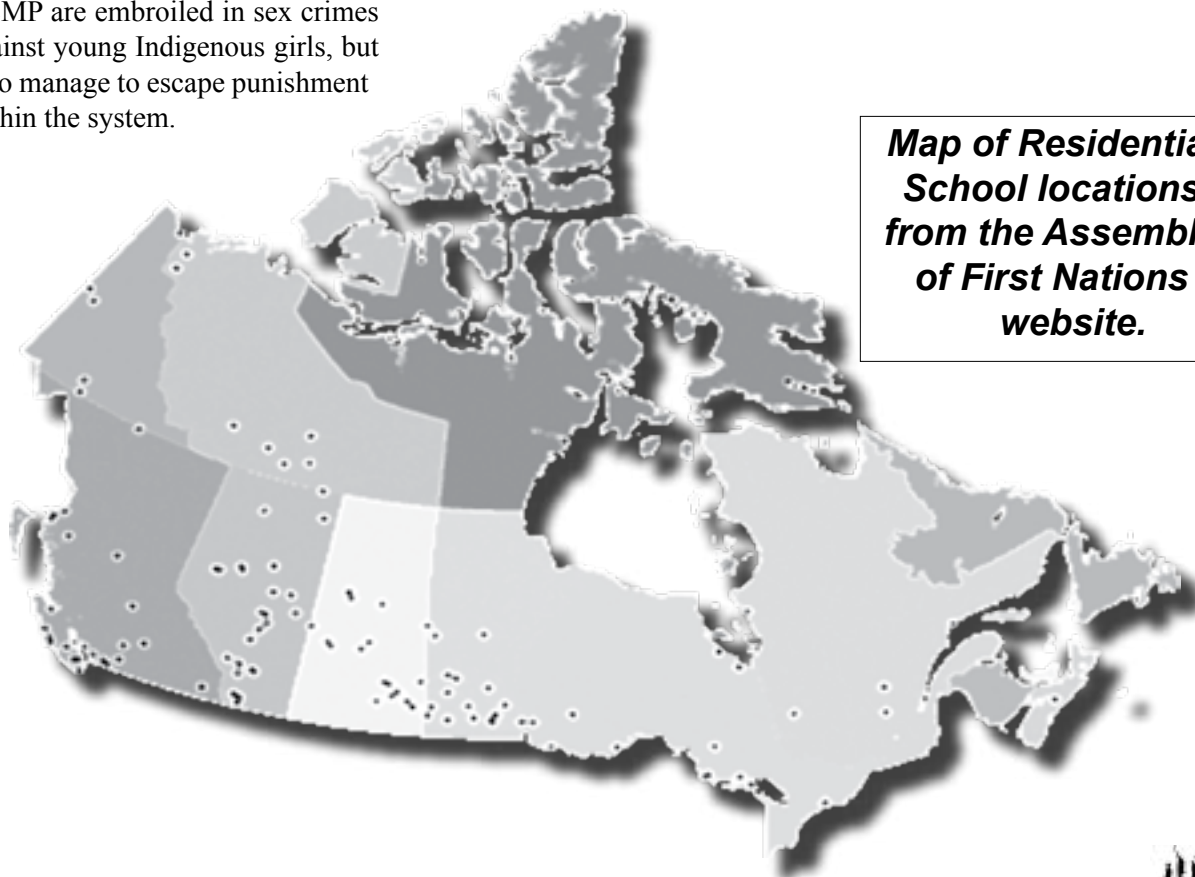 MP are embroiled in sex crimes
ainst young Indigenous girls, but
o manage to escape punishment
hin the system.
Map of Residentia
School locations
from the Assembl
of First Nations
website.